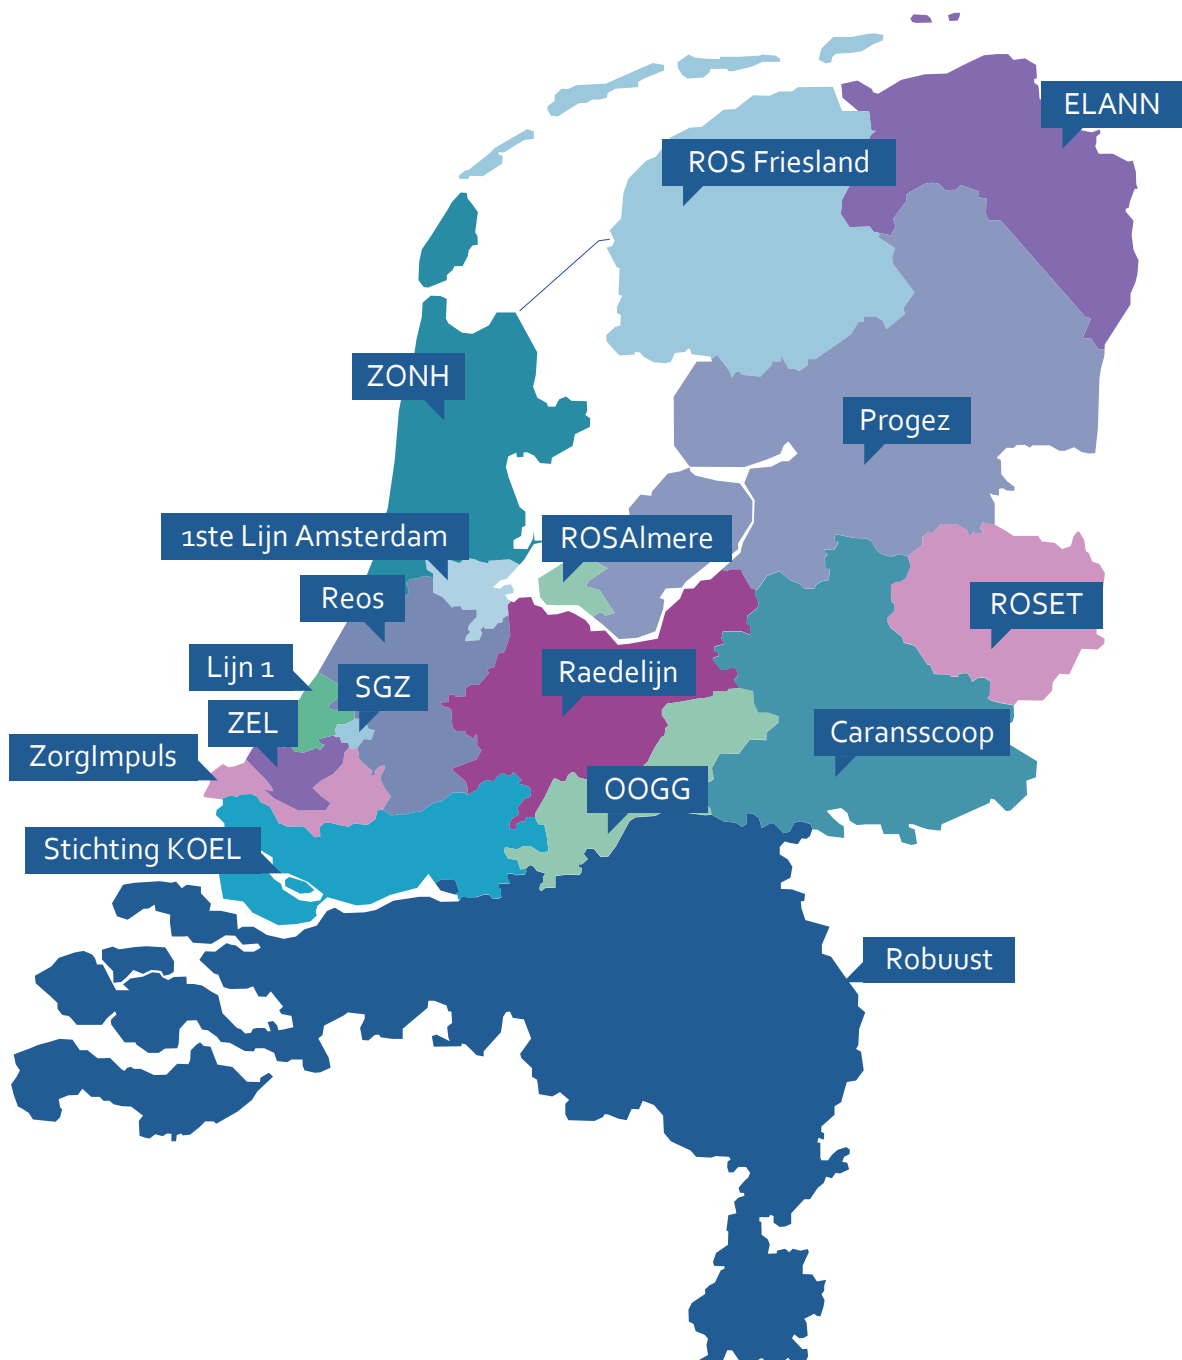 ELANN
ROS Friesland
ZONH
Progez
1ste Lijn Amsterdam
ROSAlmere
Reos
ROSET
Lijn 1
SGZ
Raedelijn
ZEL
Caransscoop
ZorgImpuls
OOGG
Stichting KOEL
Robuust